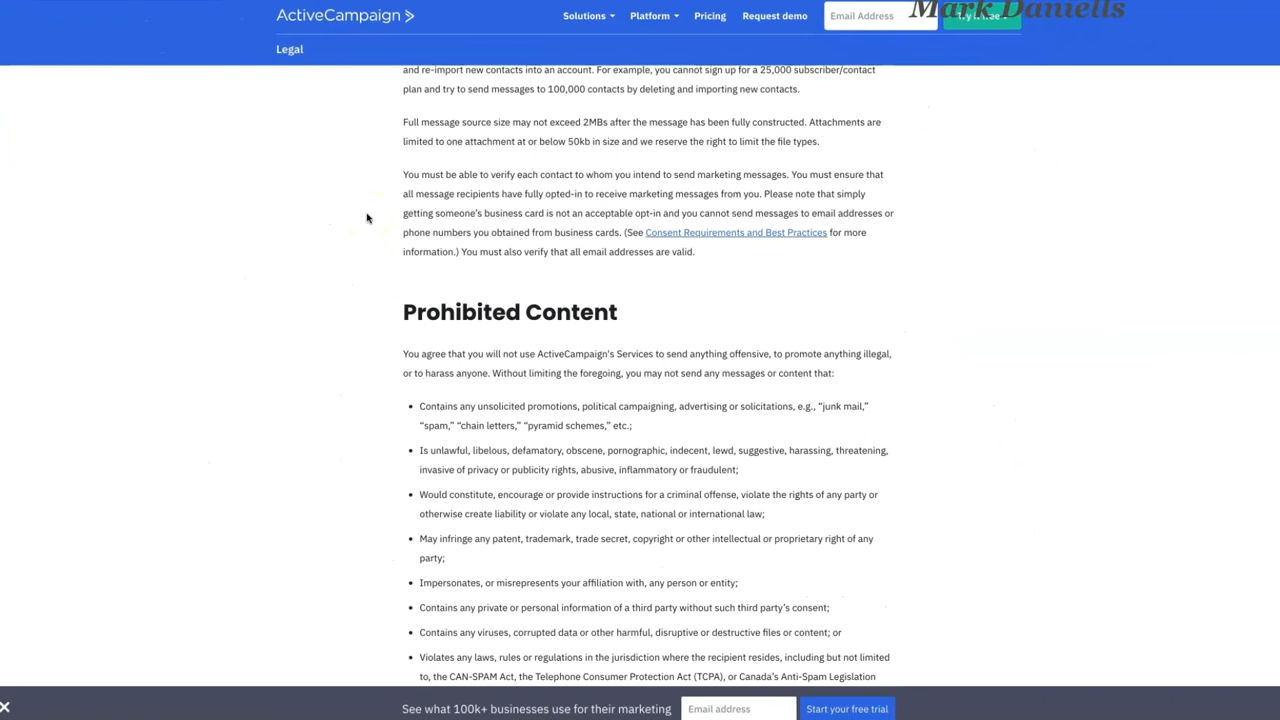 ActiveCampaign >
Solutions
Platform
Pricing
Request demo
Email Address
Mark Daniells
Legal
and re-import new contacts into an account. For example, you cannot sign up for a 25,000 subscriber/contact
plan and try to send messages to 100,000 contacts by deleting and importing new contacts.
Full message source size may not exceed 2MBs after the message has been fully constructed. Attachments are
limited to one attachment at or below 50kb in size and we reserve the right to limit the file types.
You must be able to verify each contact to whom you intend to send marketing messages. You must ensure that
all message recipients have fully opted-in to receive marketing messages from you. Please note that simply
getting someone's business card is not an acceptable opt-in and you cannot send messages to email addresses or
phone numbers you obtained from business cards. (See Consent Requirements and Best Practices for more
information.) You must also verify that all email addresses are valid.
Prohibited Content
You agree that you will not use ActiveCampaign's Services to send anything offensive, to promote anything illegal,
or to harass anyone. Without limiting the foregoing, you may not send any messages or content that:
• Contains any unsolicited promotions, political campaigning, advertising or solicitations, e.g., “junk mail,”
“spam,” “chain letters,” “pyramid schemes,” etc.;
• Is unlawful, libelous, defamatory, obscene, pornographic, indecent, lewd, suggestive, harassing, threatening,
invasive of privacy or publicity rights, abusive, inflammatory or fraudulent;
• Would constitute, encourage or provide instructions for a criminal offense, violate the rights of any party or
otherwise create liability or violate any local, state, national or international law;
• May infringe any patent, trademark, trade secret, copyright or other intellectual or proprietary right of any
party;
• Impersonates, or misrepresents your affiliation with, any person or entity;
• Contains any private or personal information of a third party without such third party’s consent;
• Contains any viruses, corrupted data or other harmful, disruptive or destructive files or content; or
• Violates any laws, rules or regulations in the jurisdiction where the recipient resides, including but not limited
to, the CAN-SPAM Act, the Telephone Consumer Protection Act (TCPA), or Canada’s Anti-Spam Legislation
See what 100k+ businesses use for their marketing
Email address
Start your free trial